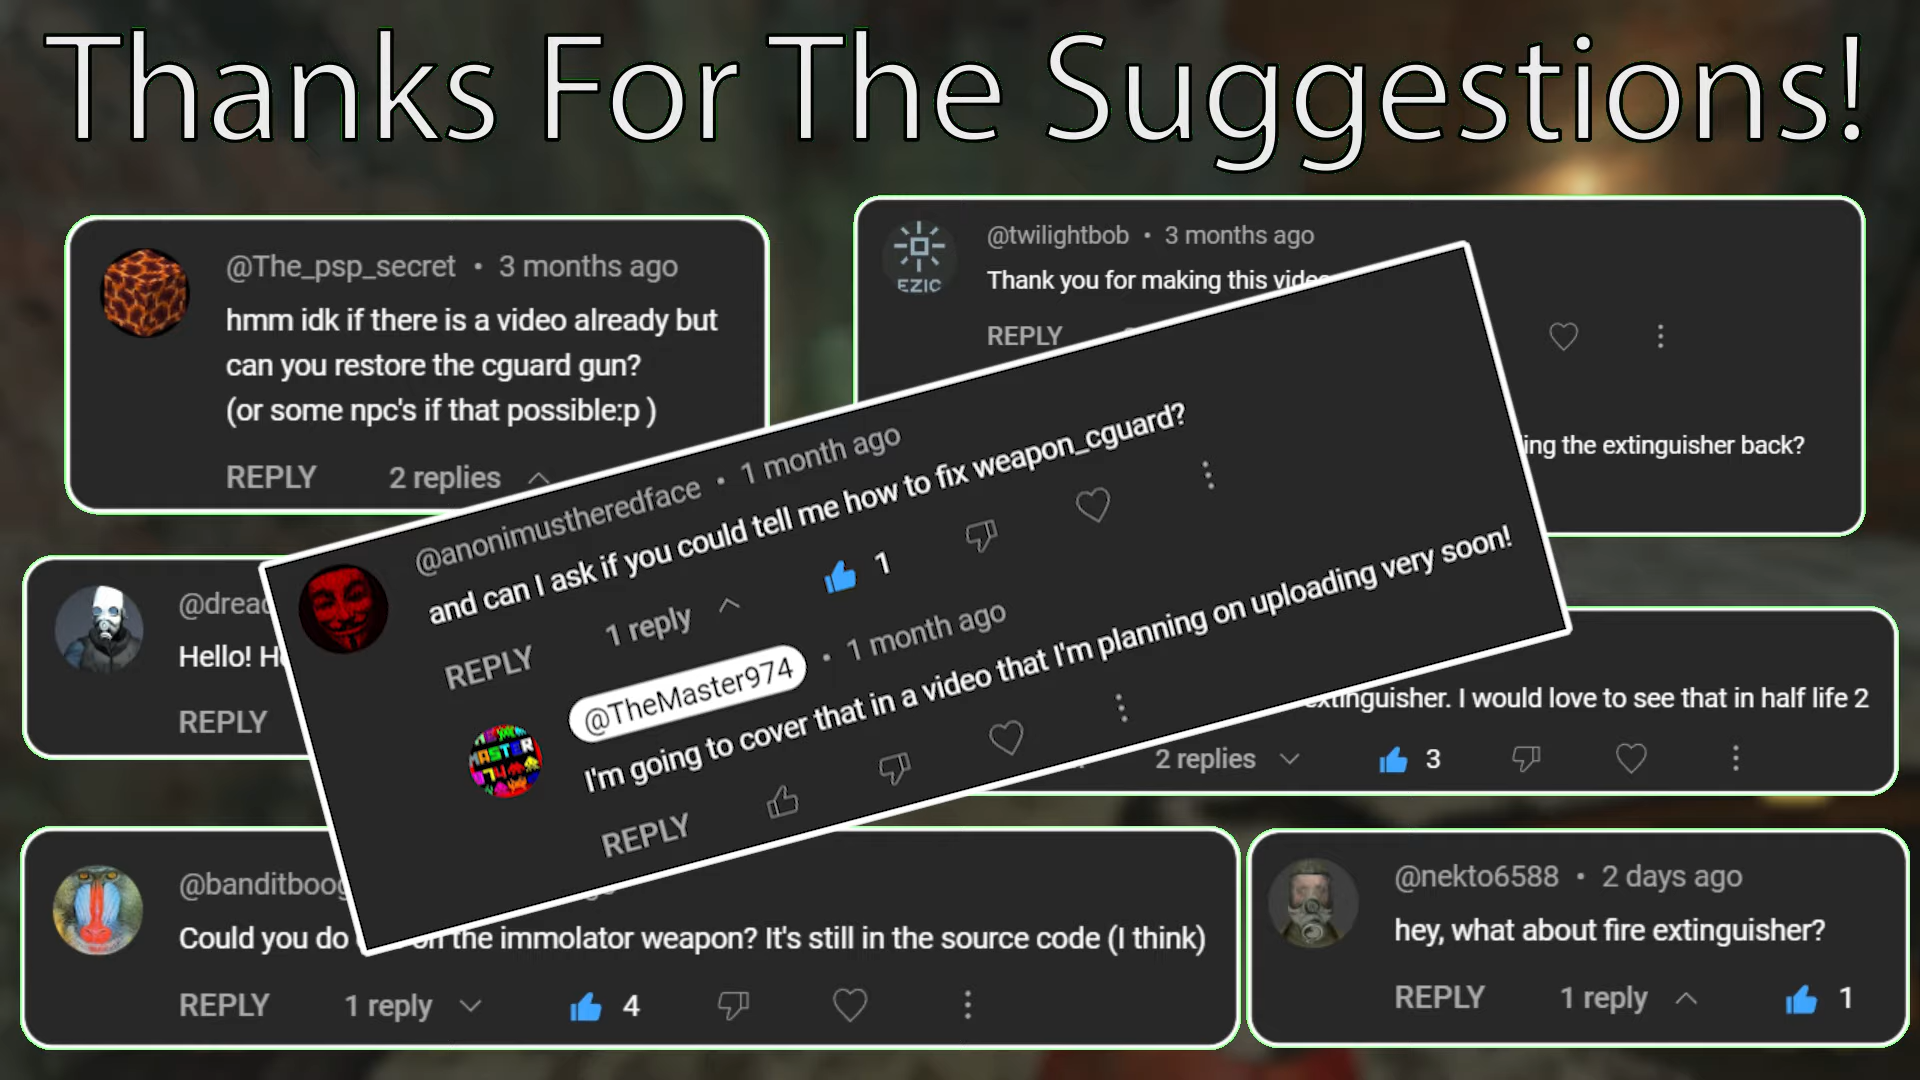 Thanks For The Suggestions!
@The_psp_secret • 3 months ago
hmm idk if there is a video already but
can you restore the cguard gun?
(or some npc's if that possible:p )
REPLY 2 replies
EZIC
@twilightbob • 3 months ago
Thank you for making this video
REPLY
ing the extinguisher back?
@anonimustheredface • 1 month ago
and can I ask if you could tell me how to fix weapon_cguard?
REPLY 1 reply 1
MASTER
974
@TheMaster974 • 1 month ago
I'm going to cover that in a video that I'm planning on uploading very soon!
REPLY
@dread
Hello! H
REPLY
extinguisher. I would love to see that in half life 2
2 replies 3
@banditboog
Could you do on the immolator weapon? It's still in the source code (I think)
REPLY 1 reply 4
@nekto6588 • 2 days ago
hey, what about fire extinguisher?
REPLY 1 reply 1